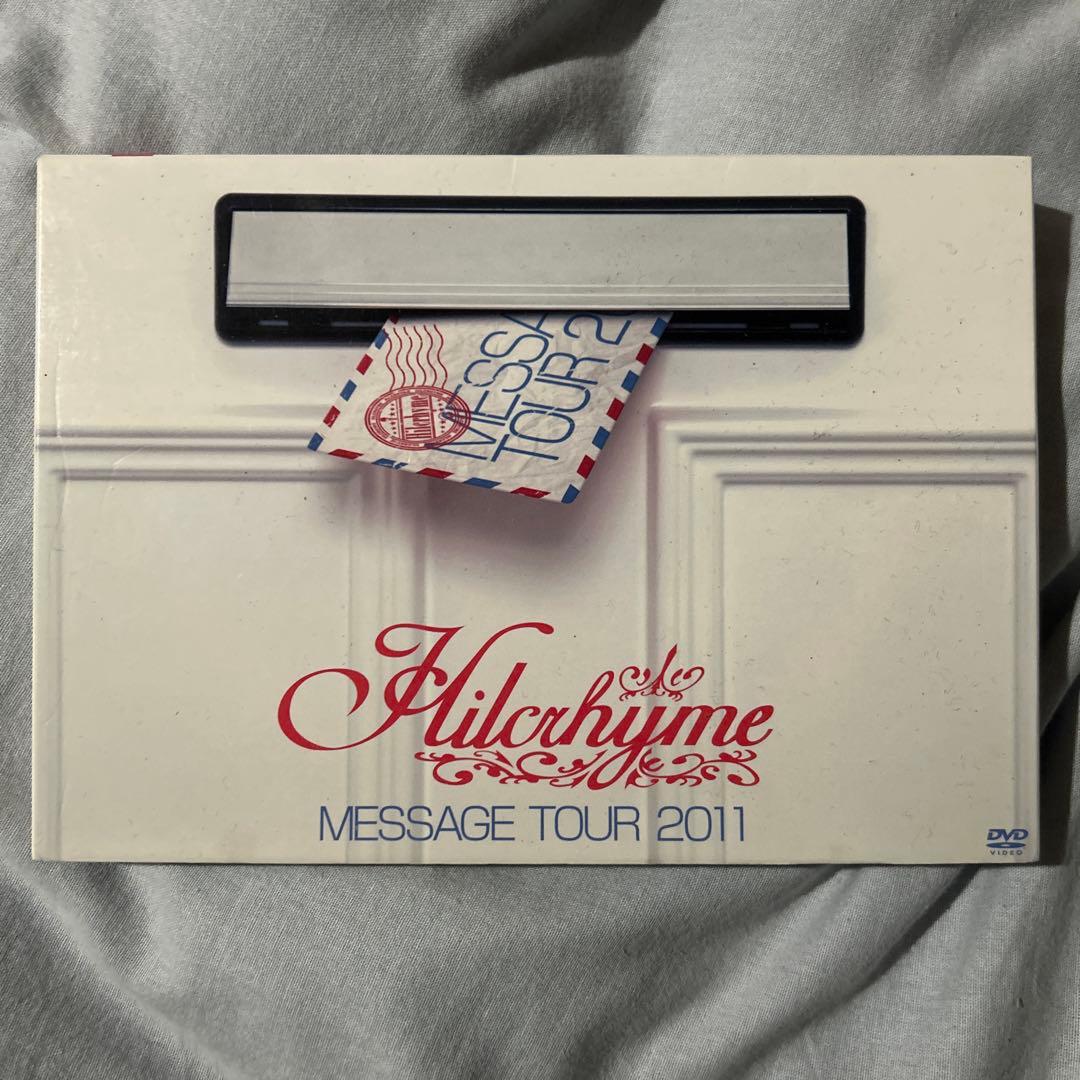 MESSA
TOUR 2
Hilcrhyme
Hilcrhyme
MESSAGE TOUR 2011
DVD
VIDEO